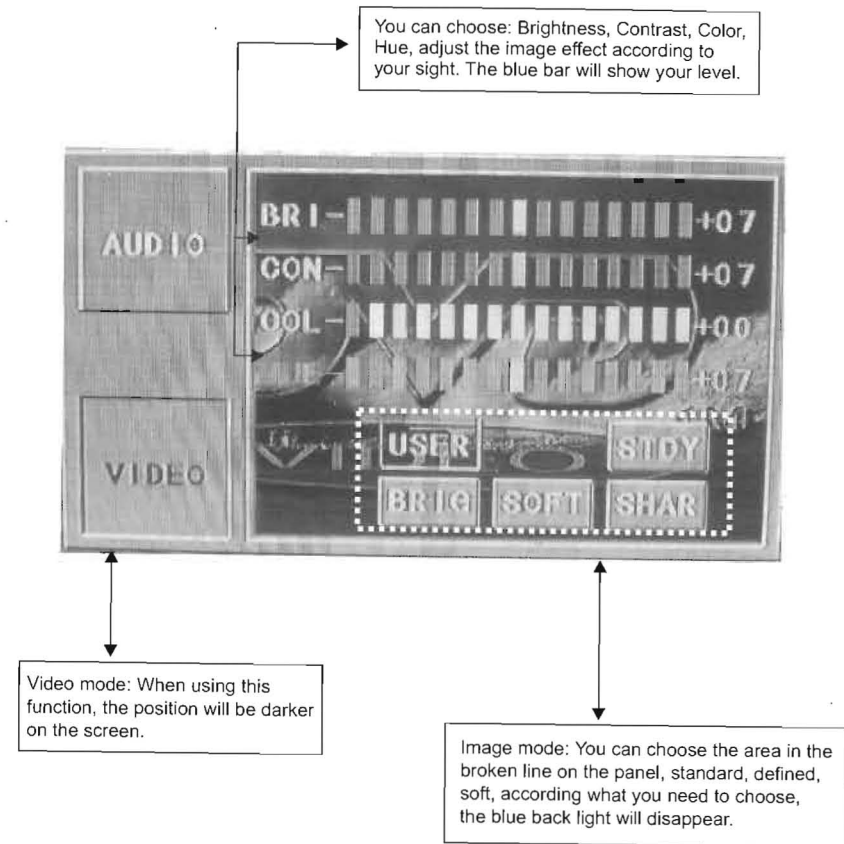 You can choose: Brightness, Contrast, Color,
Hue, adjust the image effect according to
your sight. The blue bar will show your level.
BRI- +07
AUDIO
CON- +07
OOL- +00
- +07
USER STDY
VIDEO
BRIG SOFT SHAR
Video mode: When using this
function, the position will be darker
on the screen.
Image mode: You can choose the area in the
broken line on the panel, standard, defined,
soft, according what you need to choose,
the blue back light will disappear.